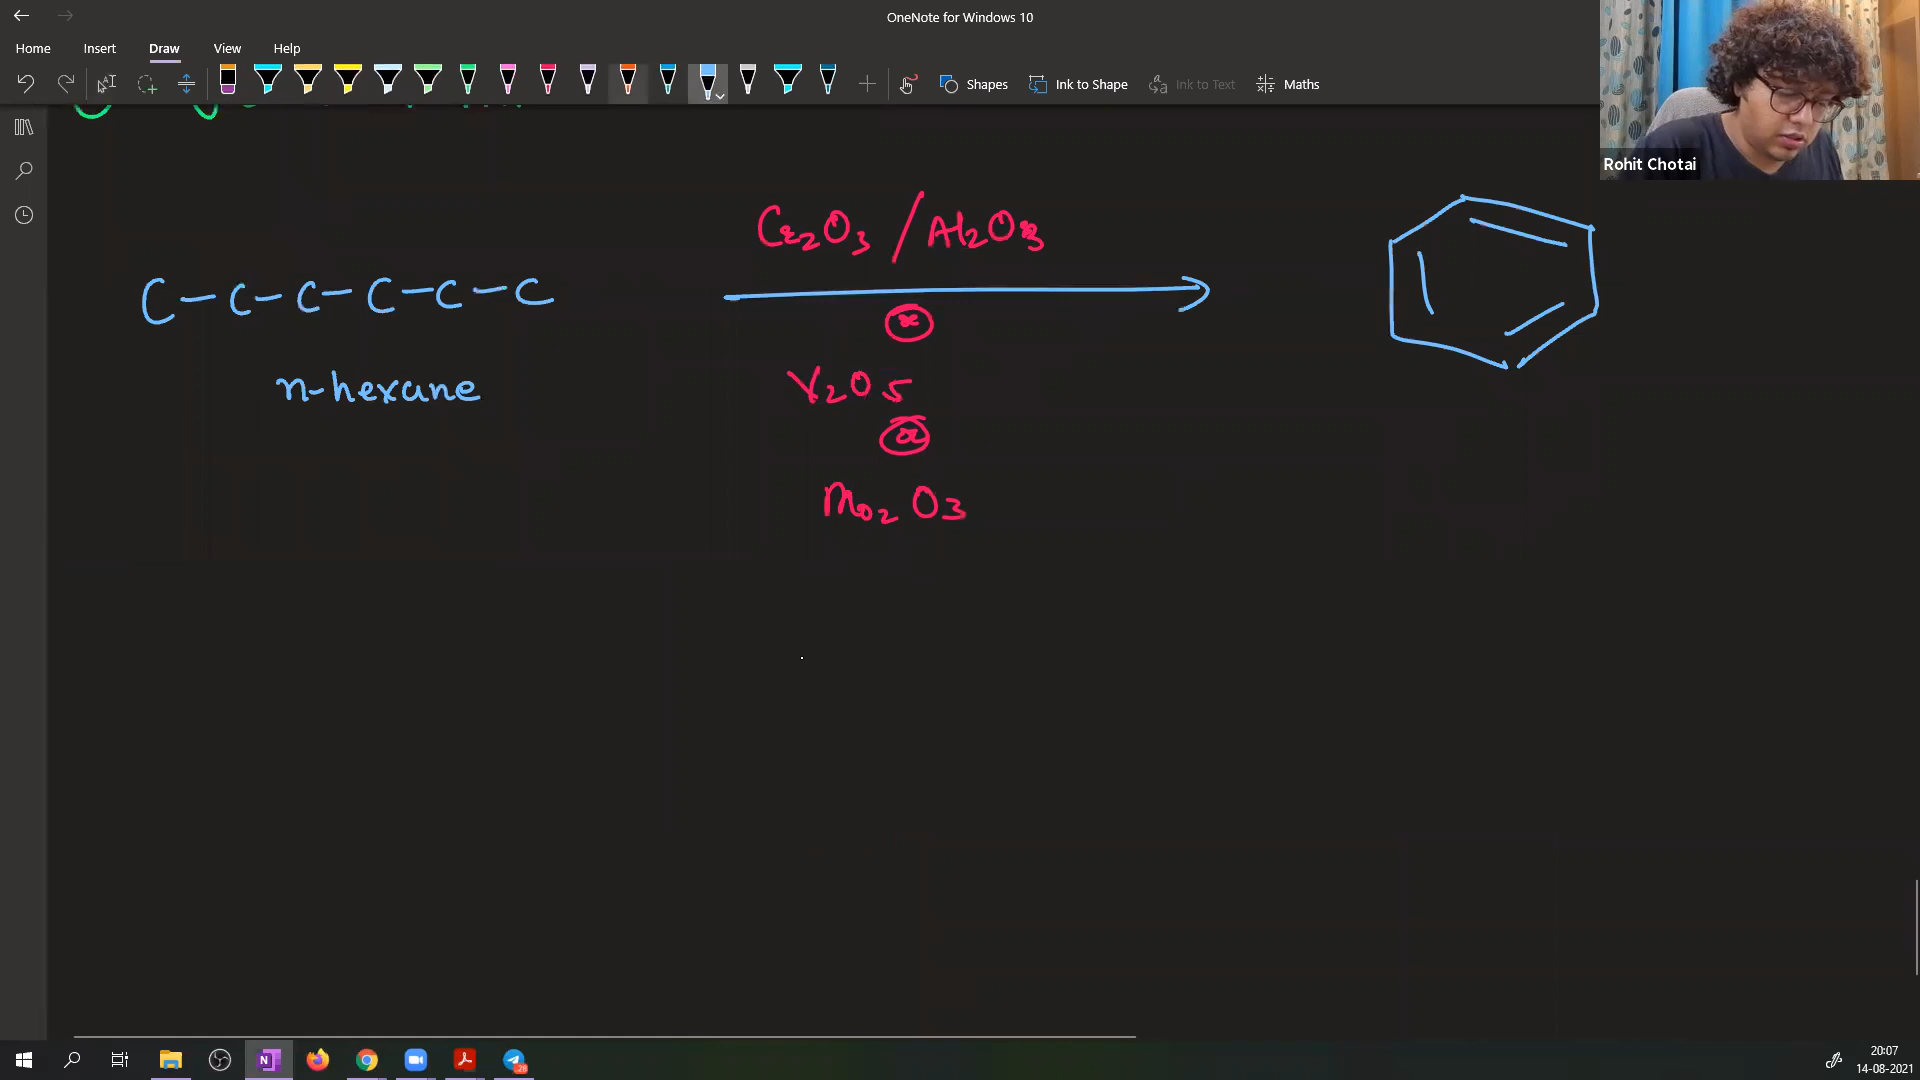 OneNote for Windows 10
Home Insert Draw View Help
Shapes Ink to Shape Ink to Text Maths
Rohit Chotai
Cr2O3 / Al2O3
C-C-C-C-C-C
n-hexane
V2O5
Mo2O3
N
28
20:07
14-08-2021